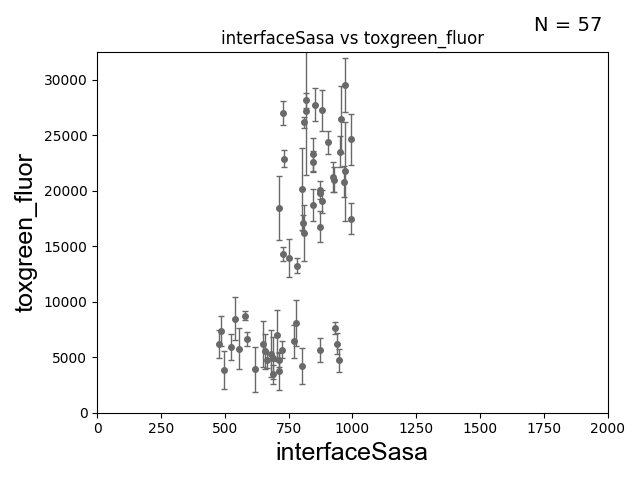 N = 57
interfaceSasa vs toxgreen_fluor
30000
25000
20000
15000
10000
5000
0
toxgreen_fluor
0 250 500 750 1000 1250 1500 1750 2000
interfaceSasa